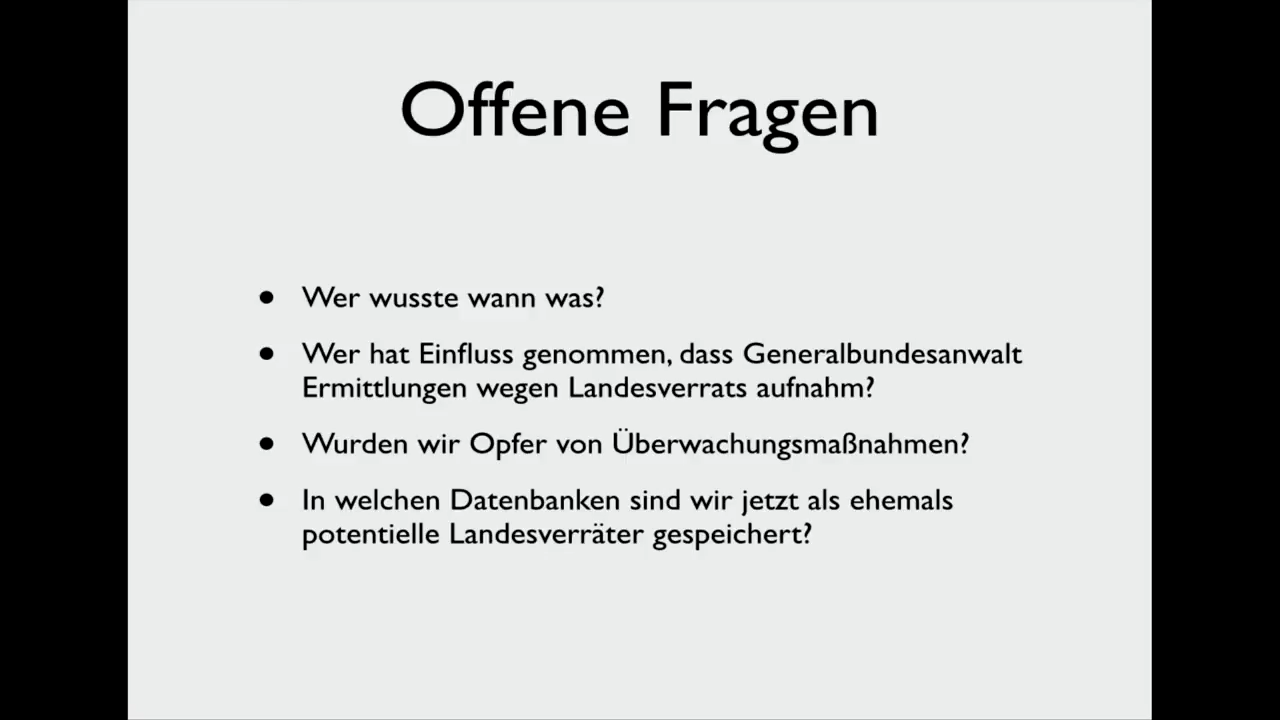 Offene Fragen
• Wer wusste wann was?
• Wer hat Einfluss genommen, dass Generalbundesanwalt
Ermittlungen wegen Landesverrats aufnahm?
• Wurden wir Opfer von Überwachungsmaßnahmen?
• In welchen Datenbanken sind wir jetzt als ehemals
potentielle Landesverräter gespeichert?